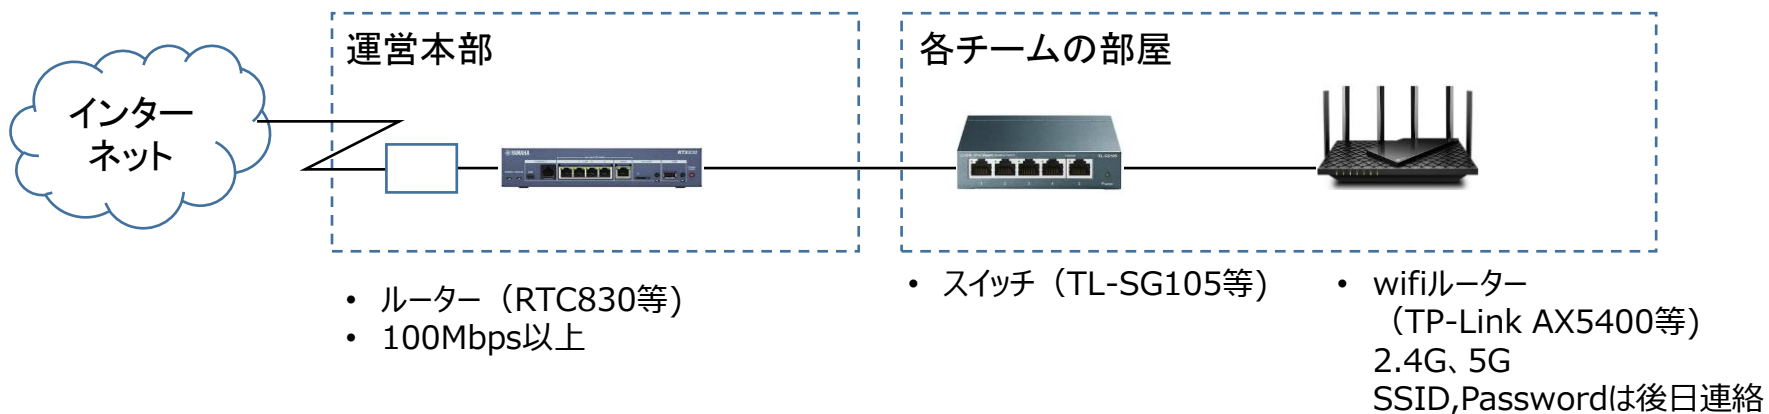 インター
ネット
運営本部
YAMAHA
各チームの部屋
TL-SG105
• ルーター（RTC830等)
• 100Mbps以上
• スイッチ（TL-SG105等)
• wifiルーター
（TP-Link AX5400等)
2.4G、5G
SSID,Passwordは後日連絡